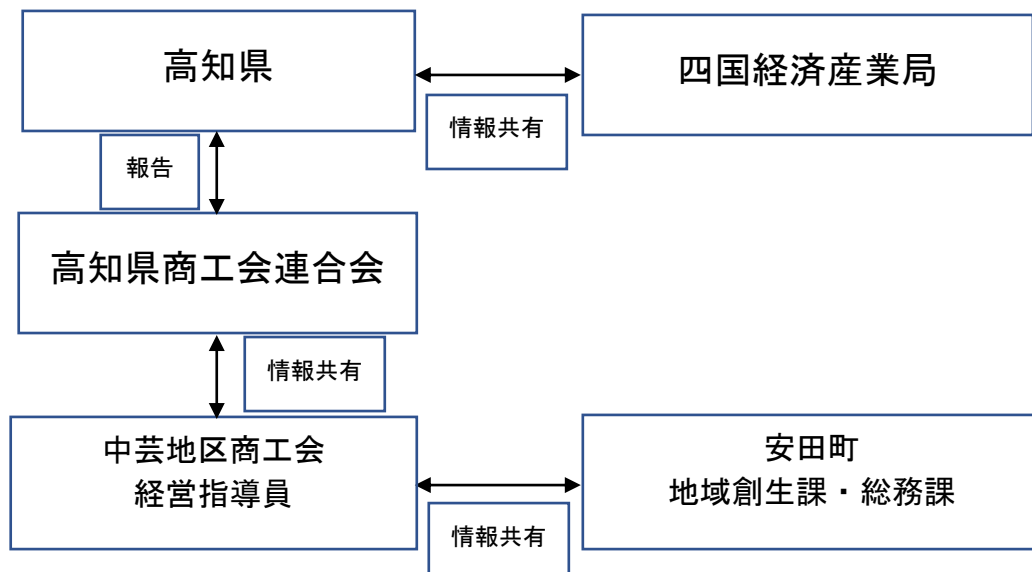 高知県
四国経済産業局
情報共有
報告
高知県商工会連合会
情報共有
中芸地区商工会
経営指導員
安田町
地域創生課・総務課
情報共有